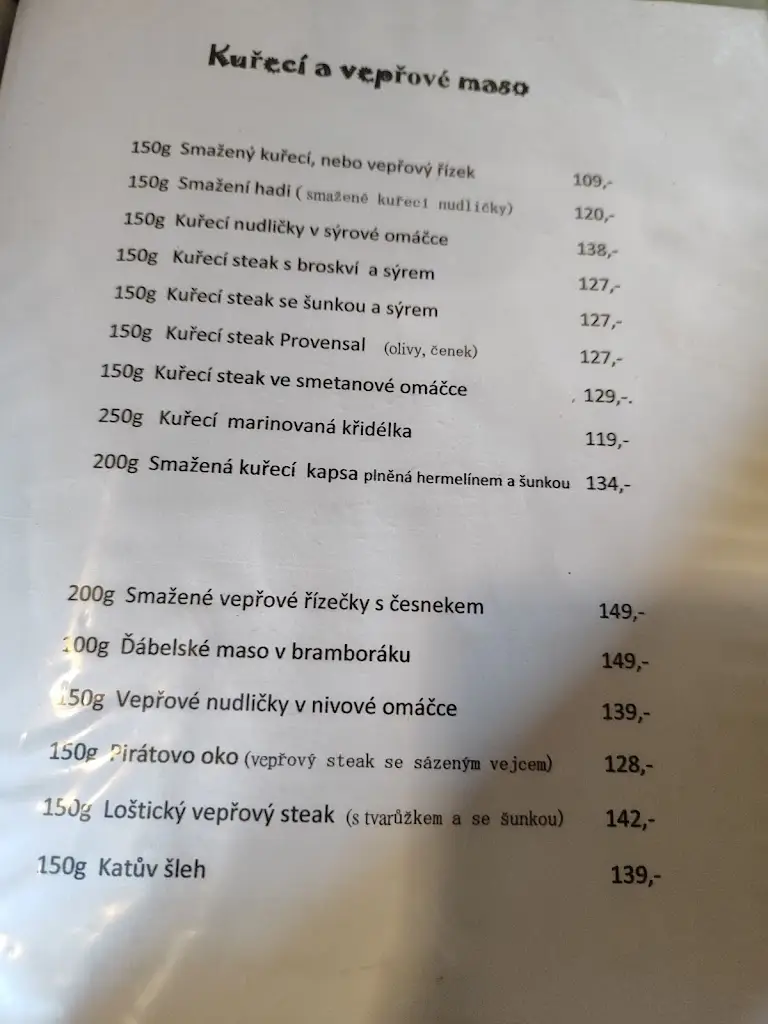 Kuřecí a vepřové maso
150g Smažený kuřecí, nebo vepřový řízek 109,-
150g Smažení hadi ( smažené kuřecí nudličky) 120,-
150g Kuřecí nudličky v sýrové omáčce 138,-
150g Kuřecí steak s broskví a sýrem 127,-
150g Kuřecí steak se šunkou a sýrem 127,-
150g Kuřecí steak Provensal (olivy, čenek) 127,-
150g Kuřecí steak ve smetanové omáčce 129,-.
250g Kuřecí marinovaná křidélka 119,-
200g Smažená kuřecí kapsa plněná hermelínem a šunkou 134,-
200g Smažené vepřové řízečky s česnekem 149,-
00g Ďábelské maso v bramboráku 149,-
150g Vepřové nudličky v nivové omáčce 139,-
150g Pirátovo oko (vepřový steak se sázeným vejcem) 128,-
150g Loštický vepřový steak (s tvarůžkem a se šunkou) 142,-
150g Katův šleh 139,-